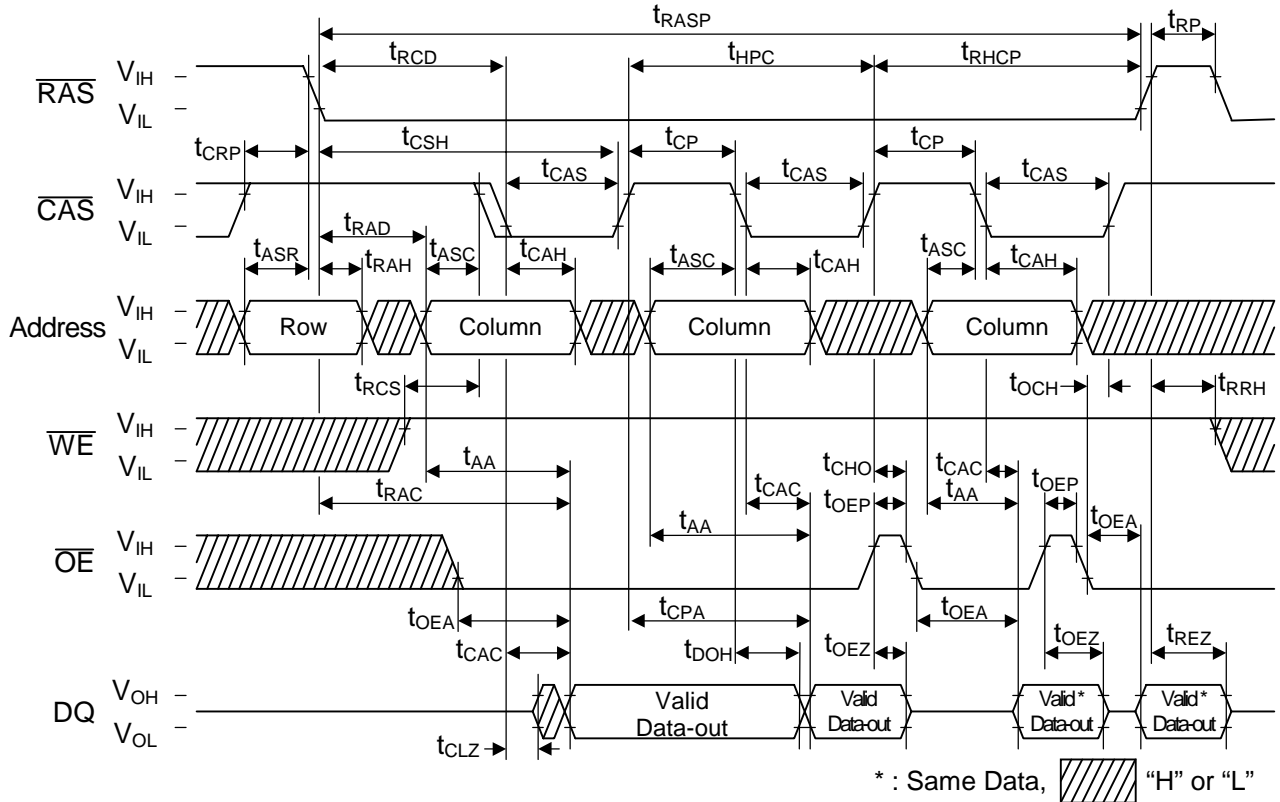 tRASP tRP
tRCD tHPC tRHCP
RAS VIH
VIL
tCRP tCSH tCP tCP
tCAS tCAS tCAS
CAS VIH
VIL
tRAD
tASR tRAH tASC tCAH tASC tCAH tASC tCAH
Address VIH
VIL
Row Column Column Column
tRCS tOCH tRRH
WE VIH
VIL
tAA tCHO tCAC
tRAC tCAC tOEP tAA tOEP
tAA tOEA
OE VIH
VIL
tOEA tCPA tOEA
tCAC tDOH tOEZ tOEZ tREZ
DQ VOH
VOL
Valid Data-out
Valid Data-out
Valid* Data-out
Valid* Data-out
tCLZ
* : Same Data, “H” or “L”